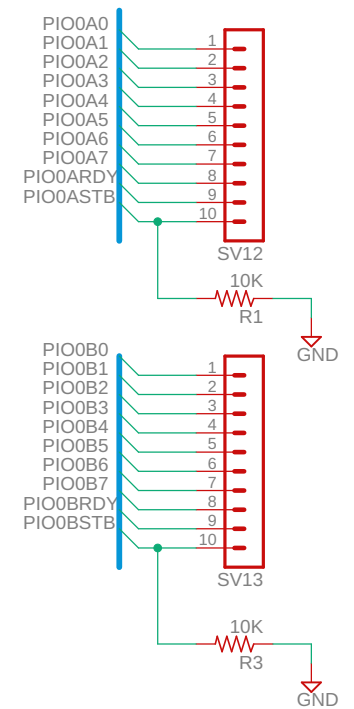 PIO0A0
PIO0A1
PIO0A2
PIO0A3
PIO0A4
PIO0A5
PIO0A6
PIO0A7
PIO0ARDY
PIO0ASTB
1
2
3
4
5
6
7
8
9
10
SV12
10K
R1
GND
PIO0B0
PIO0B1
PIO0B2
PIO0B3
PIO0B4
PIO0B5
PIO0B6
PIO0B7
PIO0BRDY
PIO0BSTB
1
2
3
4
5
6
7
8
9
10
SV13
10K
R3
GND